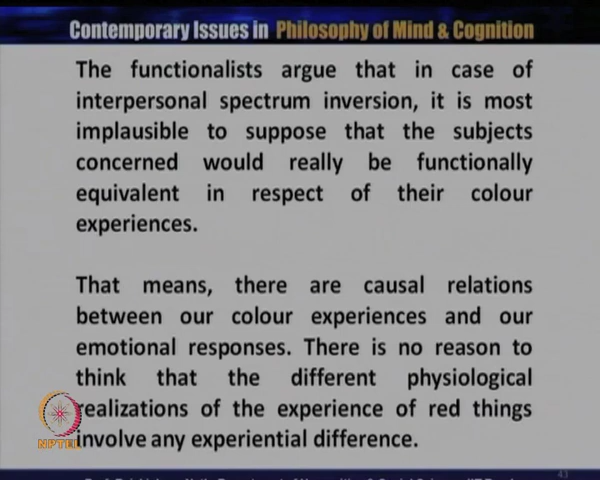 Contemporary Issues in Philosophy of Mind & Cognition
The functionalists argue that in case of
interpersonal spectrum inversion, it is most
implausible to suppose that the subjects
concerned would really be functionally
equivalent in respect of their colour
experiences.
That means, there are causal relations
between our colour experiences and our
emotional responses. There is no reason to
think that the different physiological
realizations of the experience of red things
involve any experiential difference.
NPTEL
43